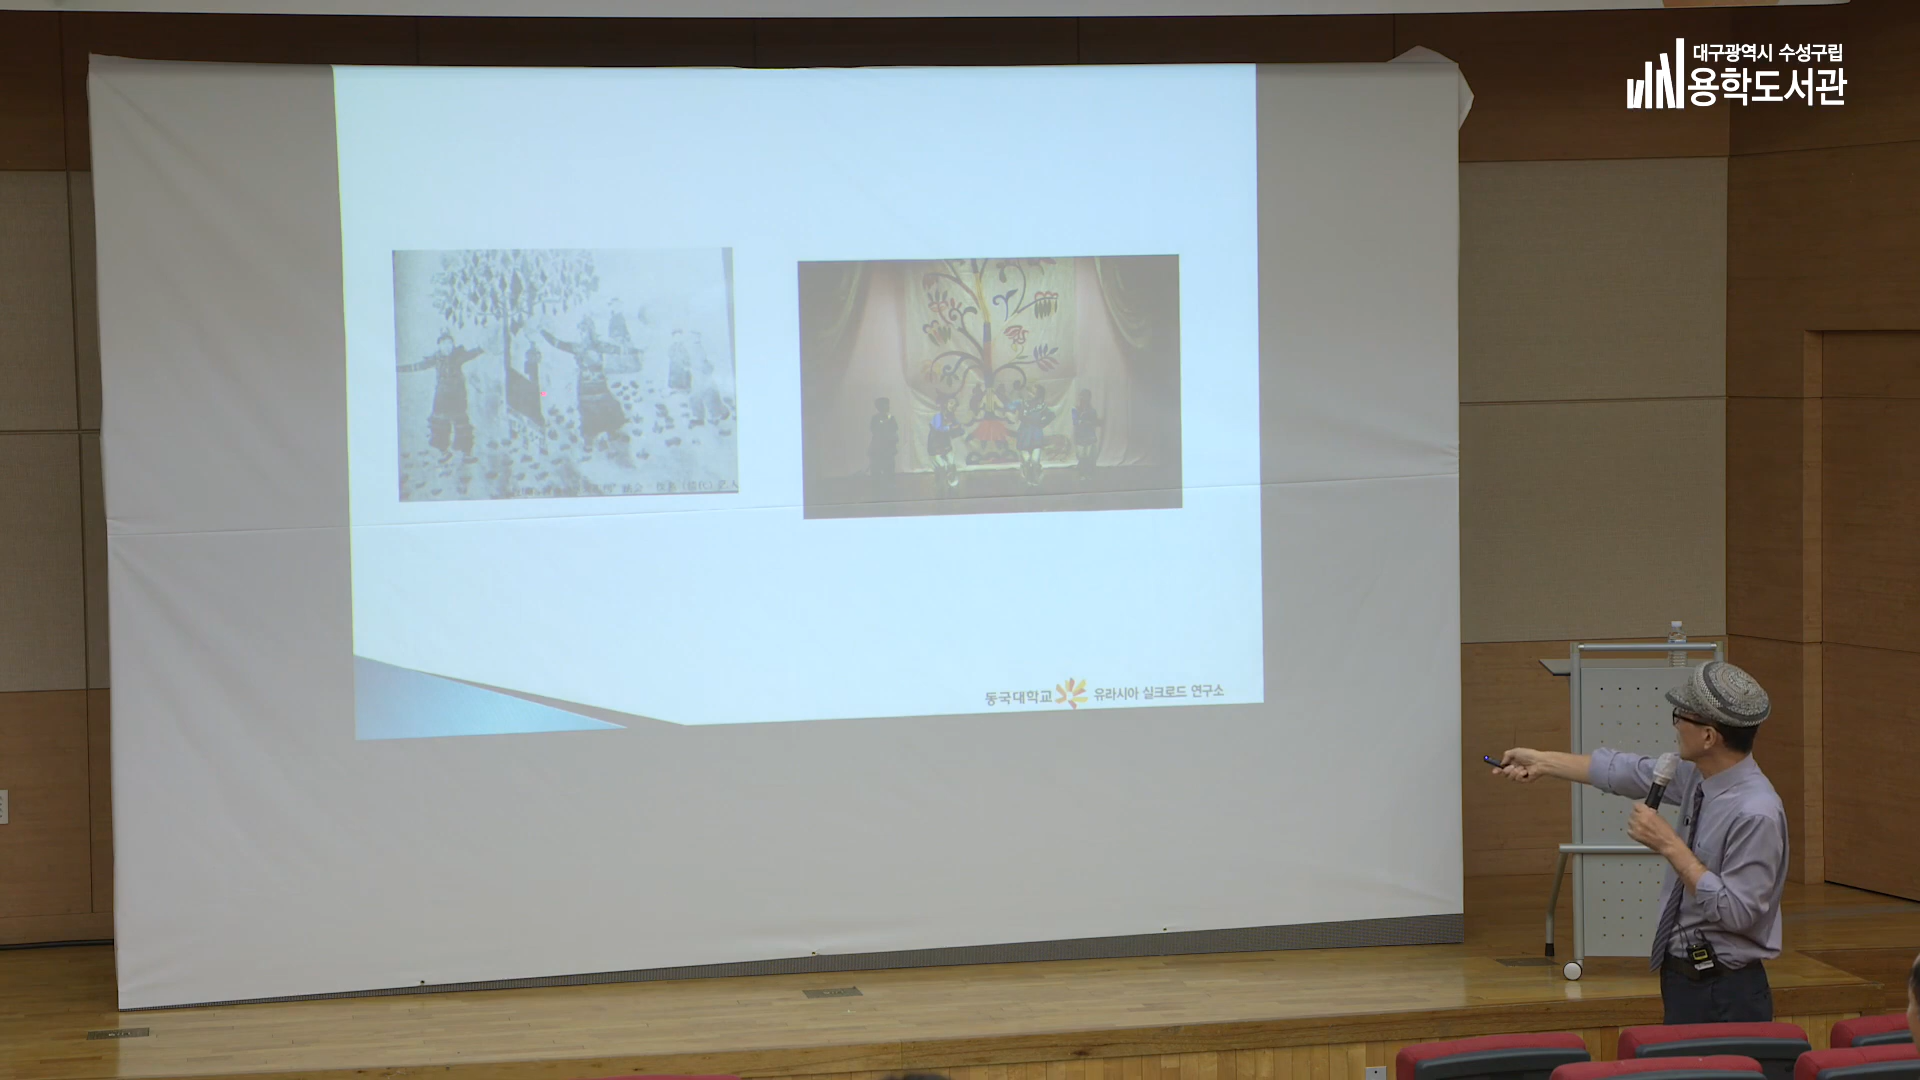 대구광역시 수성구립
용학도서관
동국대학교 유라시아 실크로드 연구소